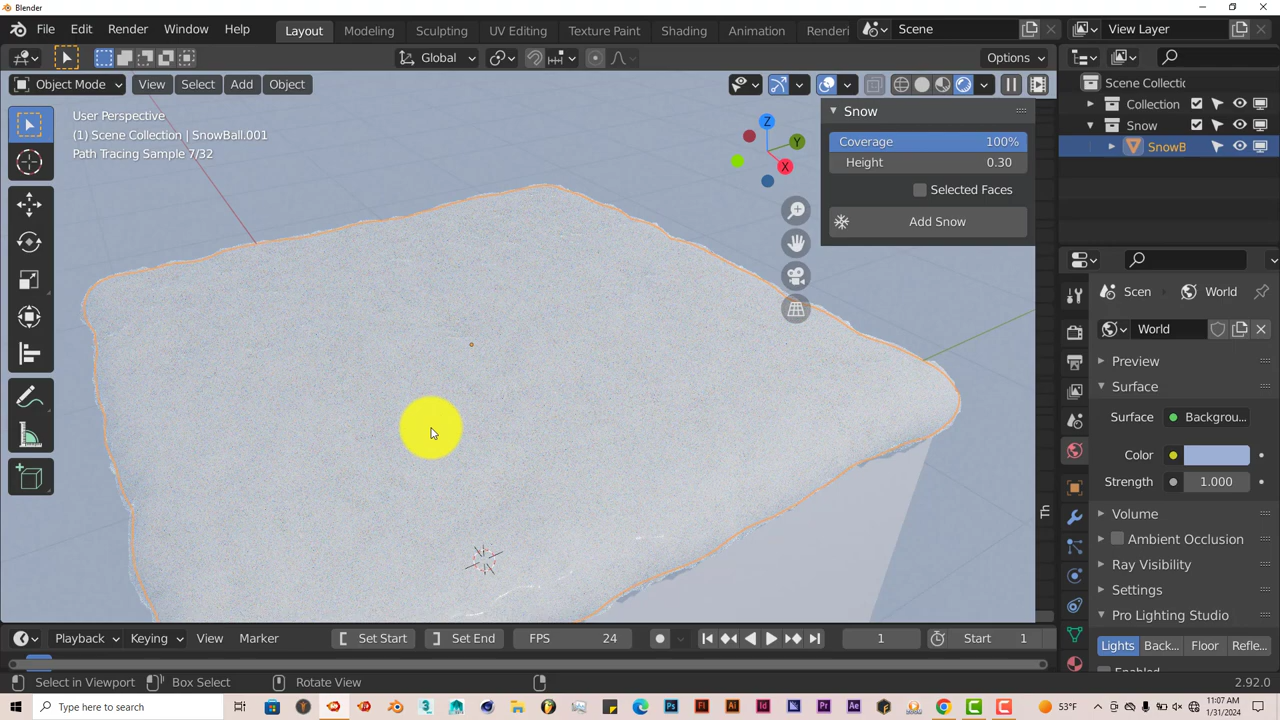 Blender
File Edit Render Window Help Layout Modeling Sculpting UV Editing Texture Paint Shading Animation Renderi Scene View Layer
Global Options
Object Mode View Select Add Object
User Perspective
(1) Scene Collection | SnowBall.001
Path Tracing Sample 7/32
Z
Y
X
Snow
Coverage 100%
Height 0.30
Selected Faces
Add Snow
Th
Scene Collectic
Collection
Snow
SnowB
Scen World
World
Preview
Surface
Surface Backgrou...
Color
Strength 1.000
Volume
Ambient Occlusion
Ray Visibility
Settings
Pro Lighting Studio
Lights Back... Floor Refle...
Enabled
Playback Keying View Marker Set Start Set End FPS 24 1 Start 1
Select in Viewport Box Select Rotate View 2.92.0
Type here to search 53°F 11:07 AM
1/31/2024